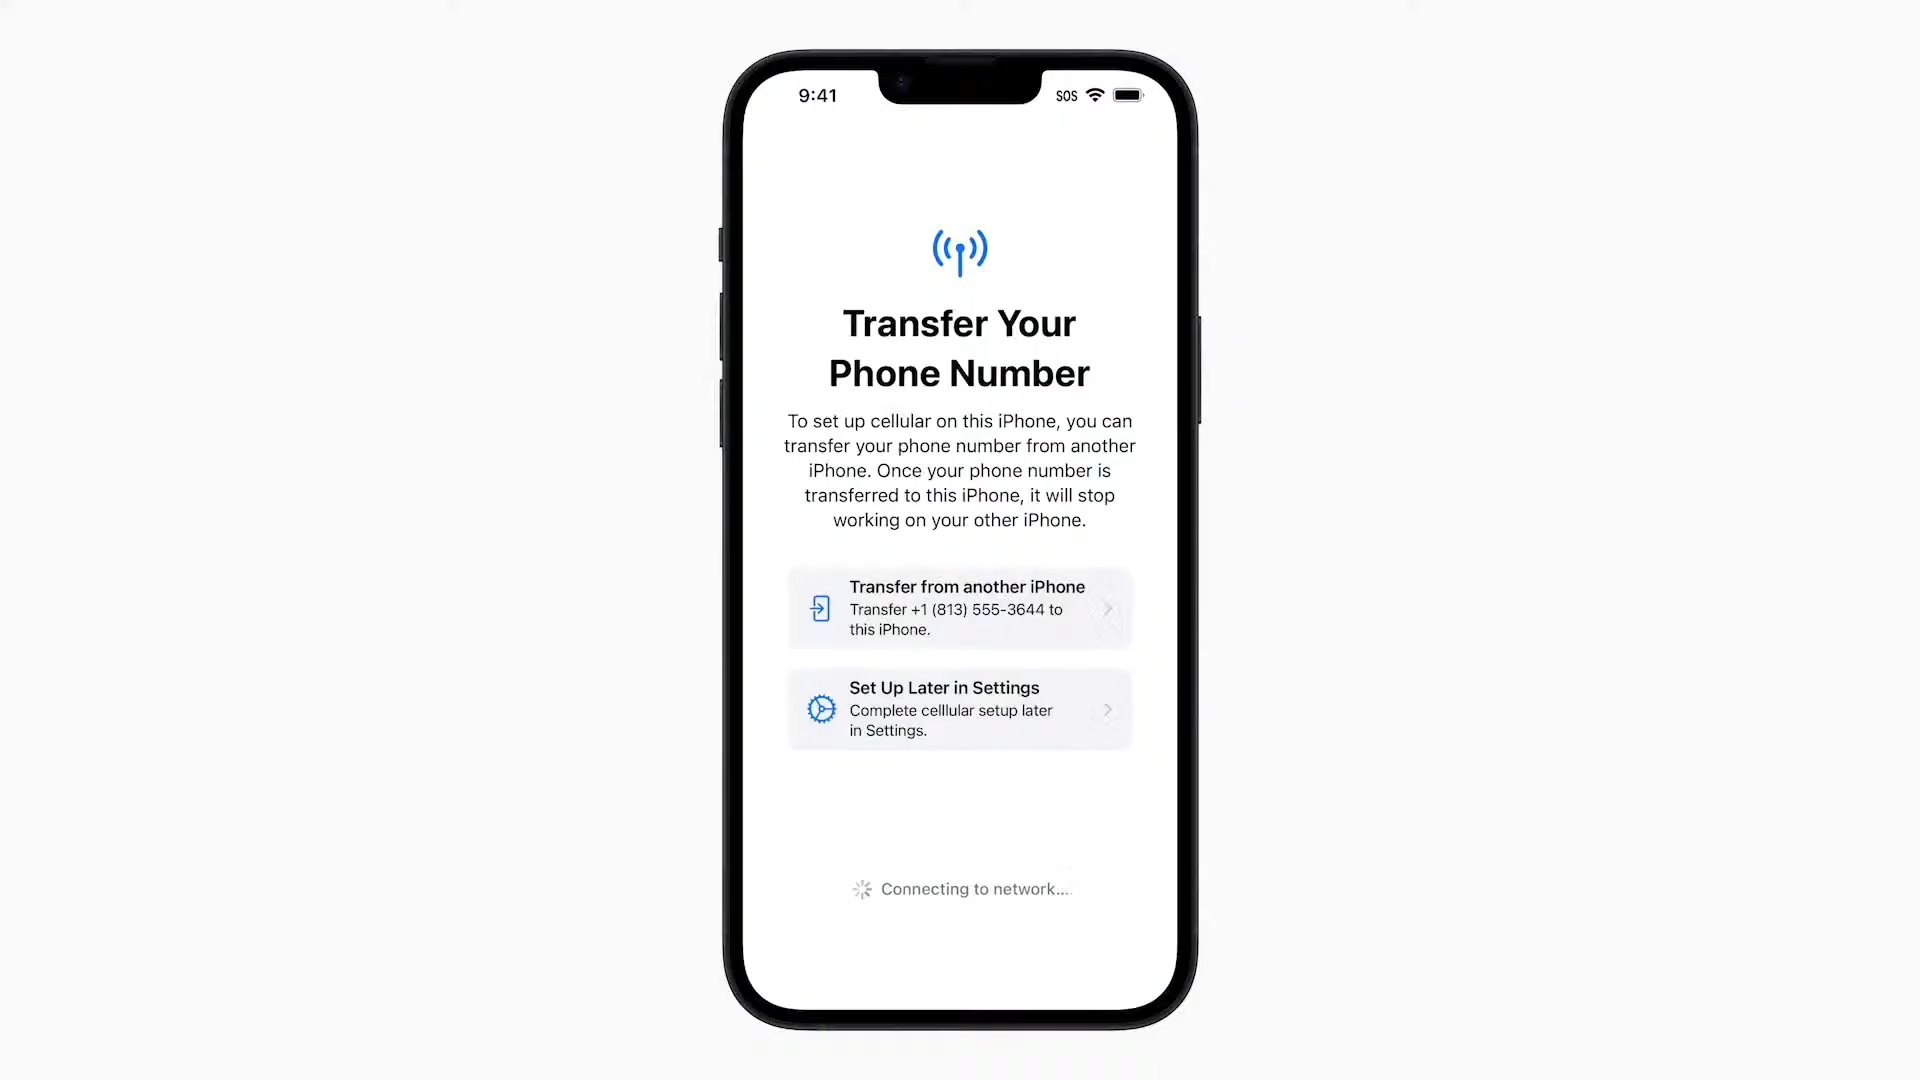 9:41
SOS
Transfer Your
Phone Number
To set up cellular on this iPhone, you can
transfer your phone number from another
iPhone. Once your phone number is
transferred to this iPhone, it will stop
working on your other iPhone.
Transfer from another iPhone
Transfer +1 (813) 555-3644 to
this iPhone.
Set Up Later in Settings
Complete celllular setup later
in Settings.
Connecting to network....